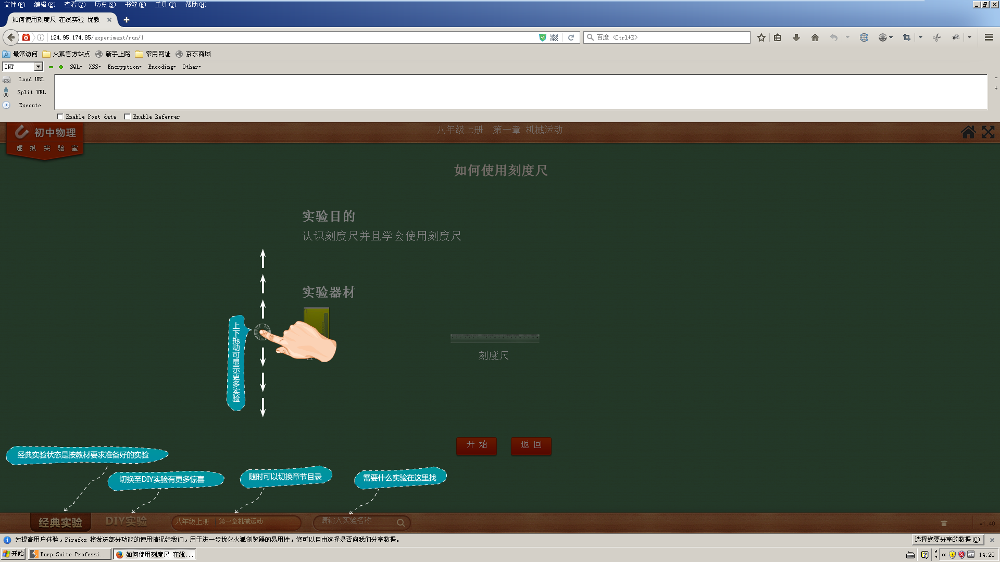 文件(F) 编辑(E) 查看(V) 历史(S) 书签(B) 工具(T) 帮助(H)
如何使用刻度尺 在线实验 优教
124.95.174.85/experiment/run/1
百度 <Ctrl+K>
最常访问 火狐官方站点 新手上路 常用网址 京东商城
INT SQL XSS Encryption Encoding Other
Load URL
Split URL
Execute
Enable Post data Enable Referrer
初中物理
虚拟实验室
八年级上册 第一章 机械运动
如何使用刻度尺
实验目的
认识刻度尺并且学会使用刻度尺
实验器材
刻度尺
上下拖动可显示更多实验
开始 返回
经典实验状态是按教材要求准备好的实验
切换至DIY实验有更多惊喜
随时可以切换章节目录
需要什么实验在这里找
经典实验 DIY实验 八年级上册 第一章机械运动 请输入实验名称 v1.40
为提高用户体验，Firefox 将发送部分功能的使用情况给我们，用于进一步优化火狐浏览器的易用性，您可以自由选择是否向我们分享数据。 选择您要分享的数据(C)
开始 Burp Suite Professi... 如何使用刻度尺 在线... 14:20